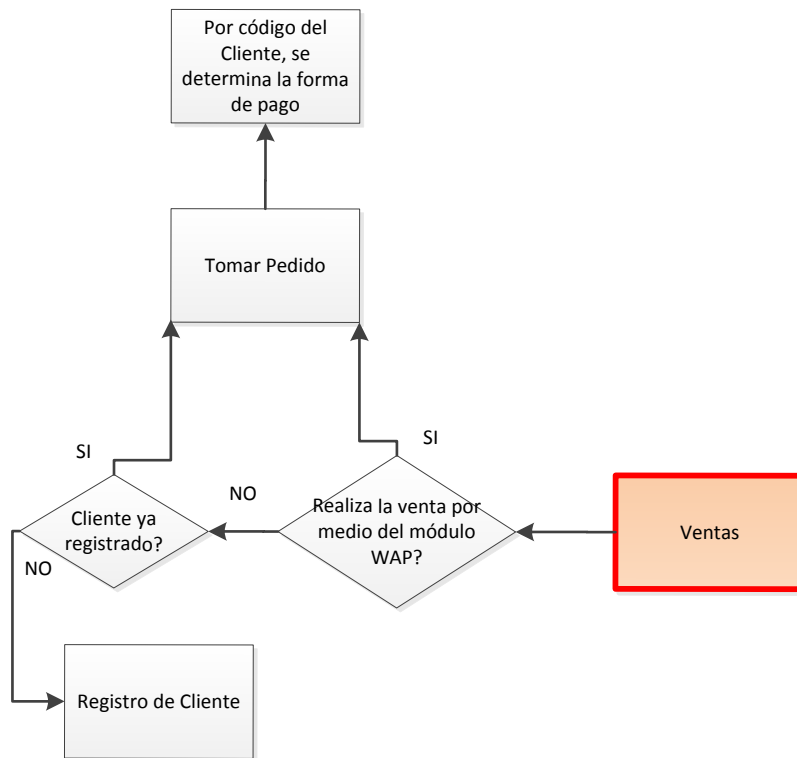 Por código del
Cliente, se
determina la forma
de pago
Tomar Pedido
SI
SI
NO
Realiza la venta por
medio del módulo
WAP?
Cliente ya
registrado?
Ventas
NO
Registro de Cliente